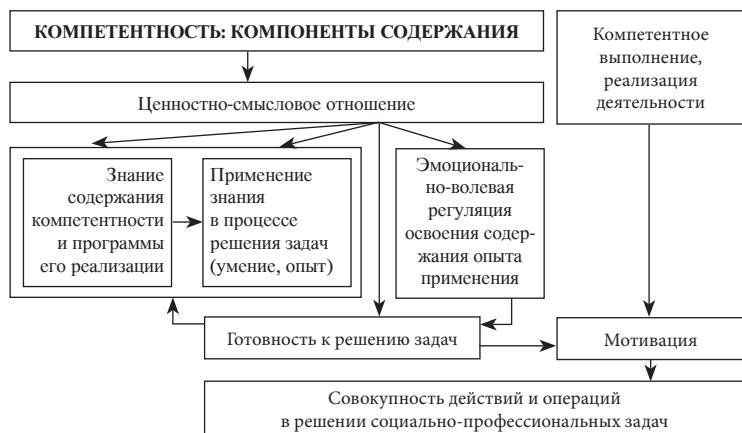 КОМПЕТЕНТНОСТЬ: КОМПОНЕНТЫ СОДЕРЖАНИЯ
Компетентное
выполнение,
реализация
деятельности
Ценностно-смысловое отношение
Знание
содержания
компетентности
и программы
его реализации
Применение
знания
в процессе
решения задач
(умение, опыт)
Эмоциональ-
но-волевая
регуляция
освоения содер-
жания опыта
применения
Готовность к решению задач
Мотивация
Совокупность действий и операций
в решении социально-профессиональных задач